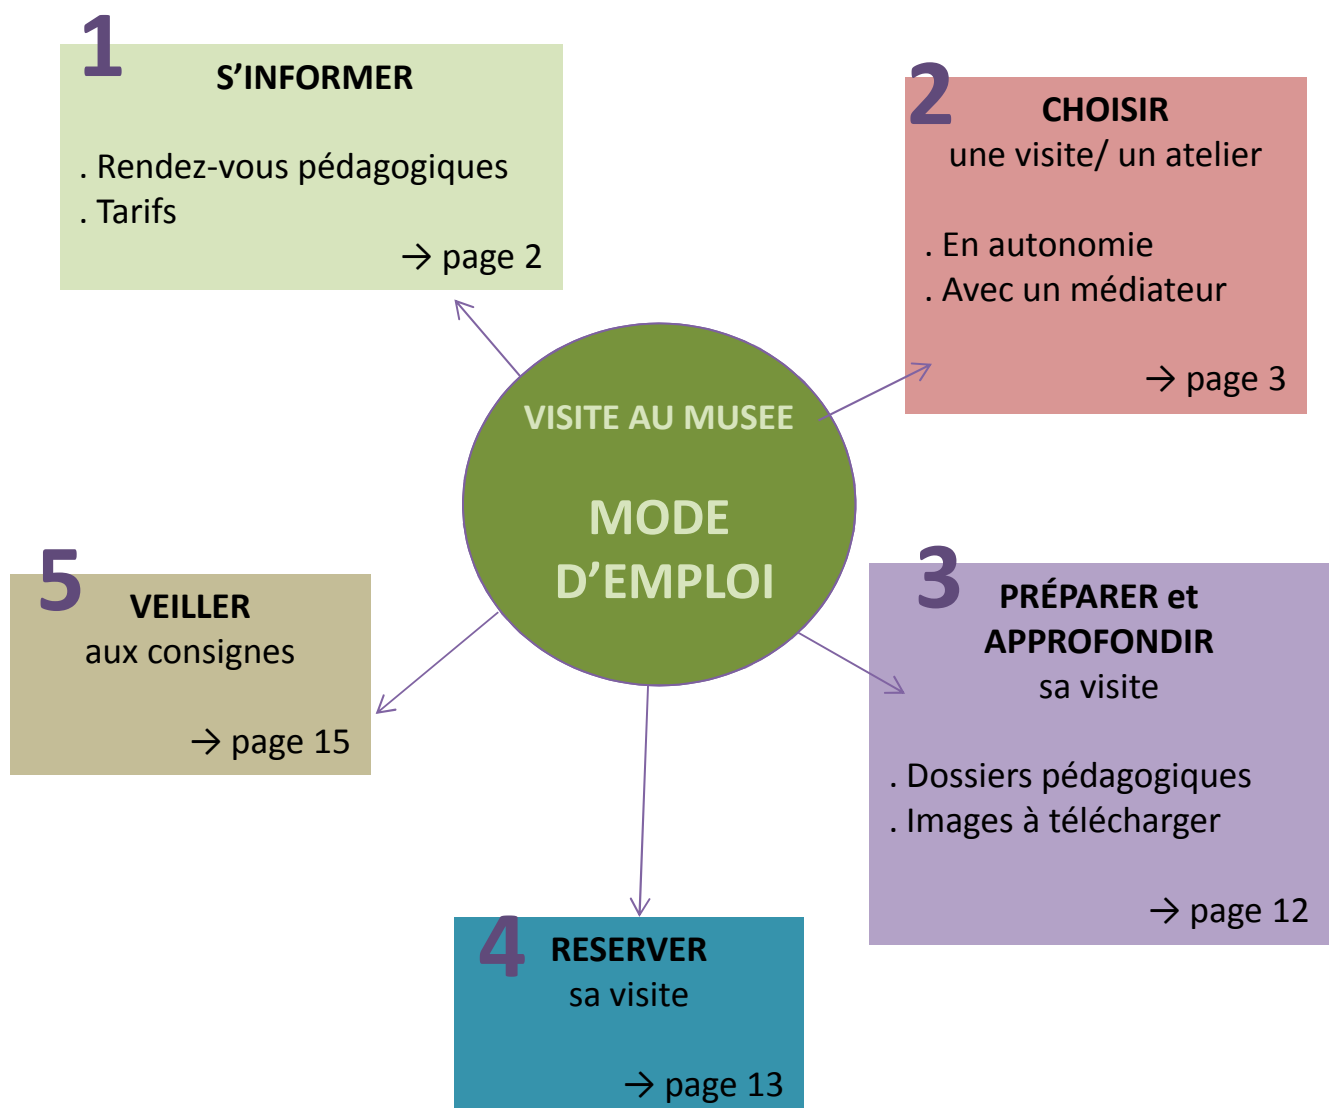 1
S’INFORMER
. Rendez-vous pédagogiques
. Tarifs
→ page 2
2
CHOISIR
une visite/ un atelier
. En autonomie
. Avec un médiateur
→ page 3
VISITE AU MUSEE
MODE
D’EMPLOI
3
PRÉPARER et
APPROFONDIR
sa visite
. Dossiers pédagogiques
. Images à télécharger
→ page 12
4
RESERVER
sa visite
→ page 13
5
VEILLER
aux consignes
→ page 15